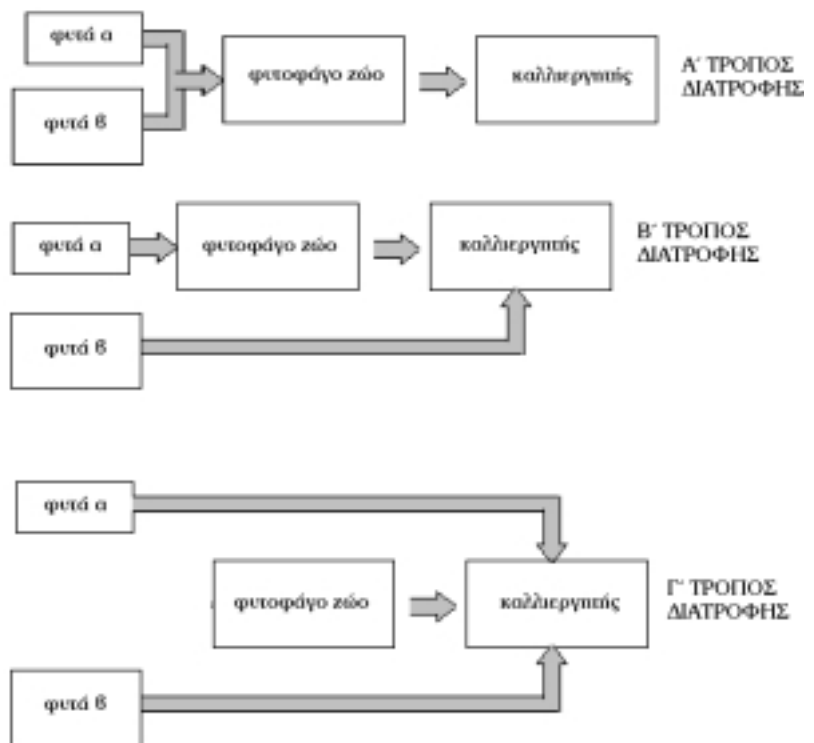 φυτά α
φυτοφάγο ζώο
καλλιεργητής
Α΄ ΤΡΟΠΟΣ
ΔΙΑΤΡΟΦΗΣ
φυτά β
φυτά α
φυτοφάγο ζώο
καλλιεργητής
Β΄ ΤΡΟΠΟΣ
ΔΙΑΤΡΟΦΗΣ
φυτά β
φυτά α
φυτοφάγο ζώο
καλλιεργητής
Γ΄ ΤΡΟΠΟΣ
ΔΙΑΤΡΟΦΗΣ
φυτά β